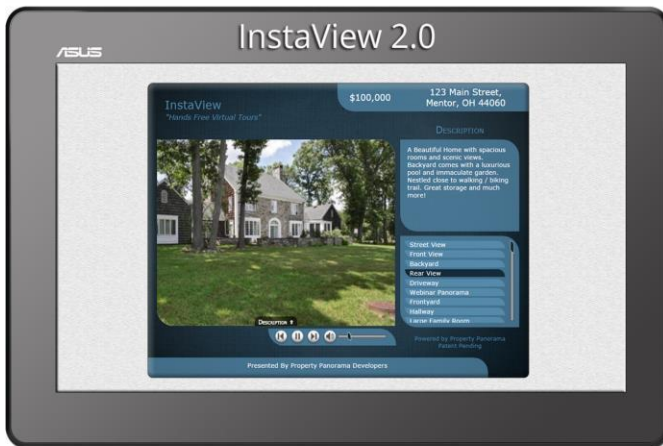 InstaView 2.0
ASUS
InstaView
"Hands Free Virtual Tours"
$100,000
123 Main Street,
Mentor, OH 44060
DESCRIPTION
A Beautiful Home with spacious
rooms and scenic views.
Backyard comes with a luxurious
pool and immaculate garden.
Nestled close to walking / biking
trail. Great storage and much
more!
Street View
Front View
Backyard
Rear View
Driveway
Webinar Panorama
Frontyard
Hallway
Large Family Room
DESCRIPTION
Powered by Property Panorama
Patent Pending
Presented By Property Panorama Developers